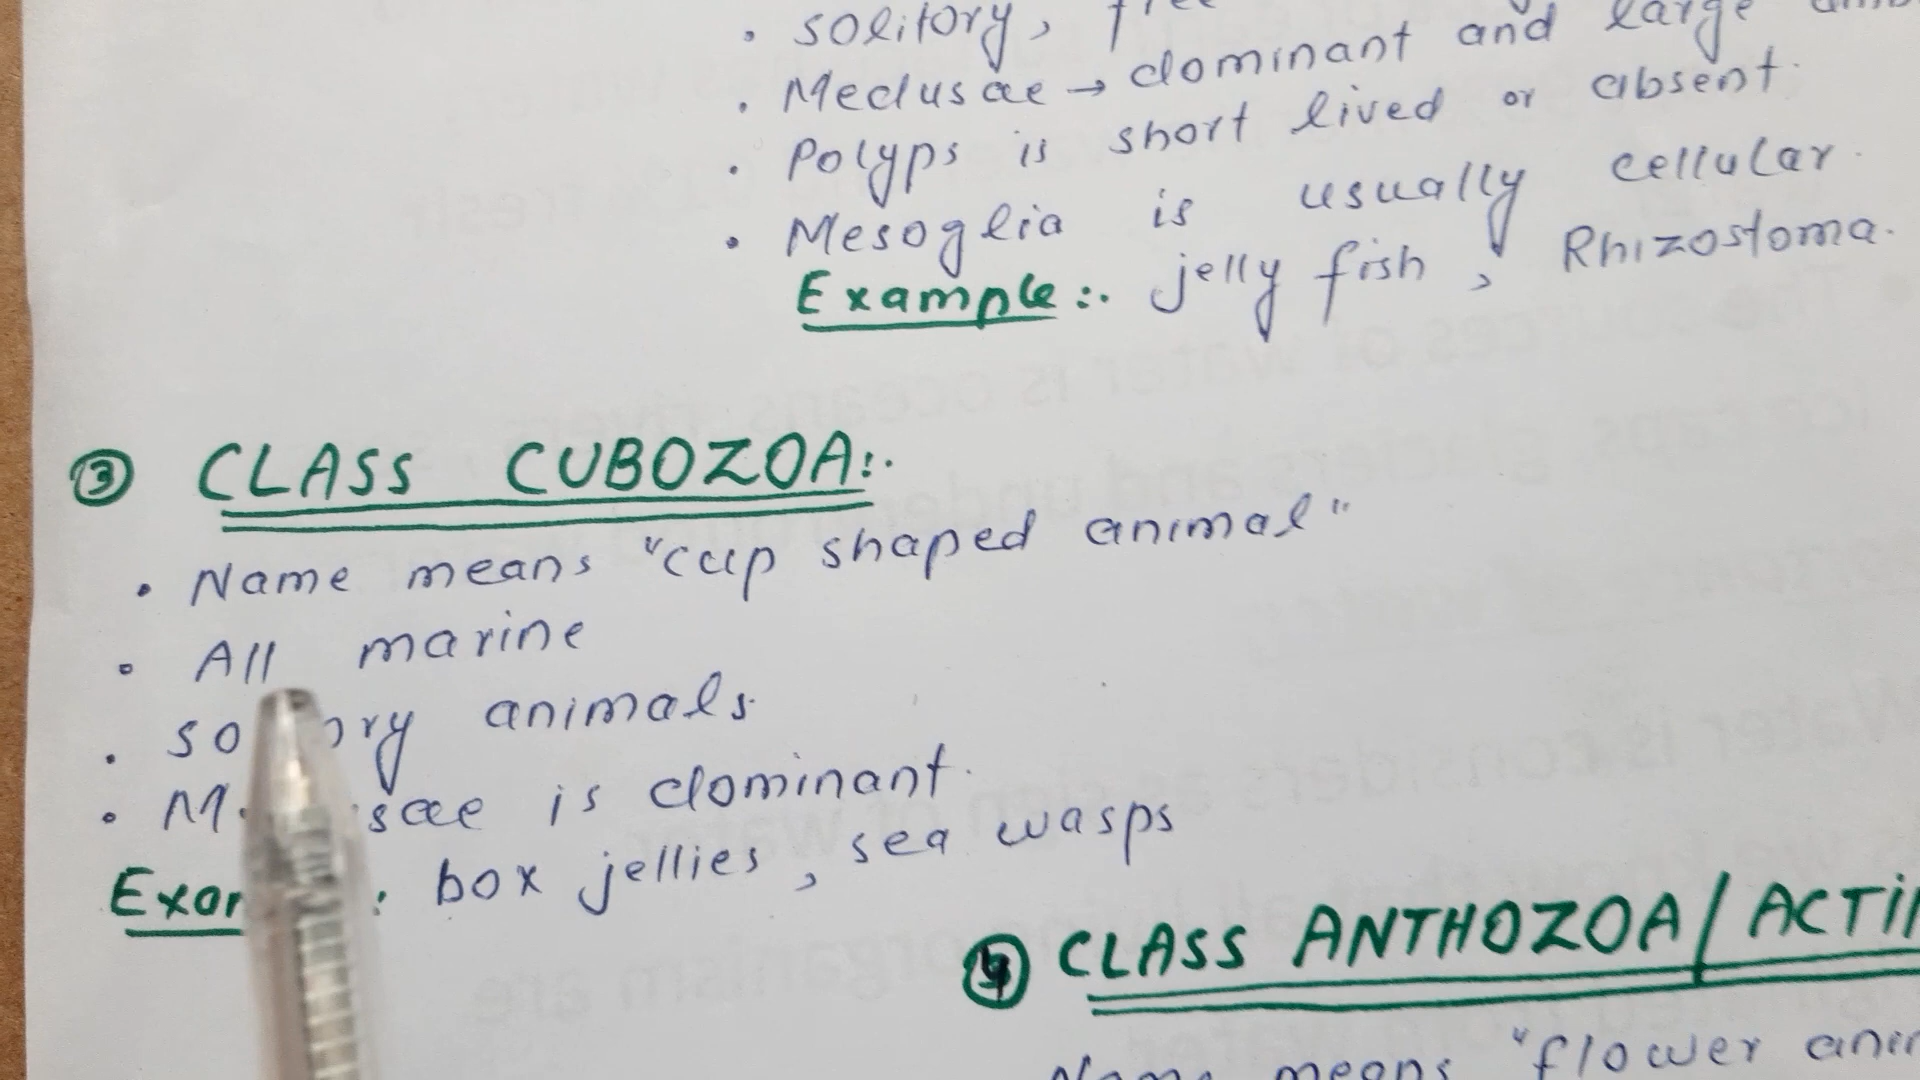 • solitory,
• Medusae → dominant and large
• Polyps is short lived or absent.
• Mesoglia is usually cellular.
Example:. jelly fish, Rhizostoma.
③ CLASS CUBOZOA:.
• Name means "cup shaped animal"
• All marine
• animals.
• is dominant.
: box jellies, sea wasps
④ CLASS ANTHOZOA/
means "flower